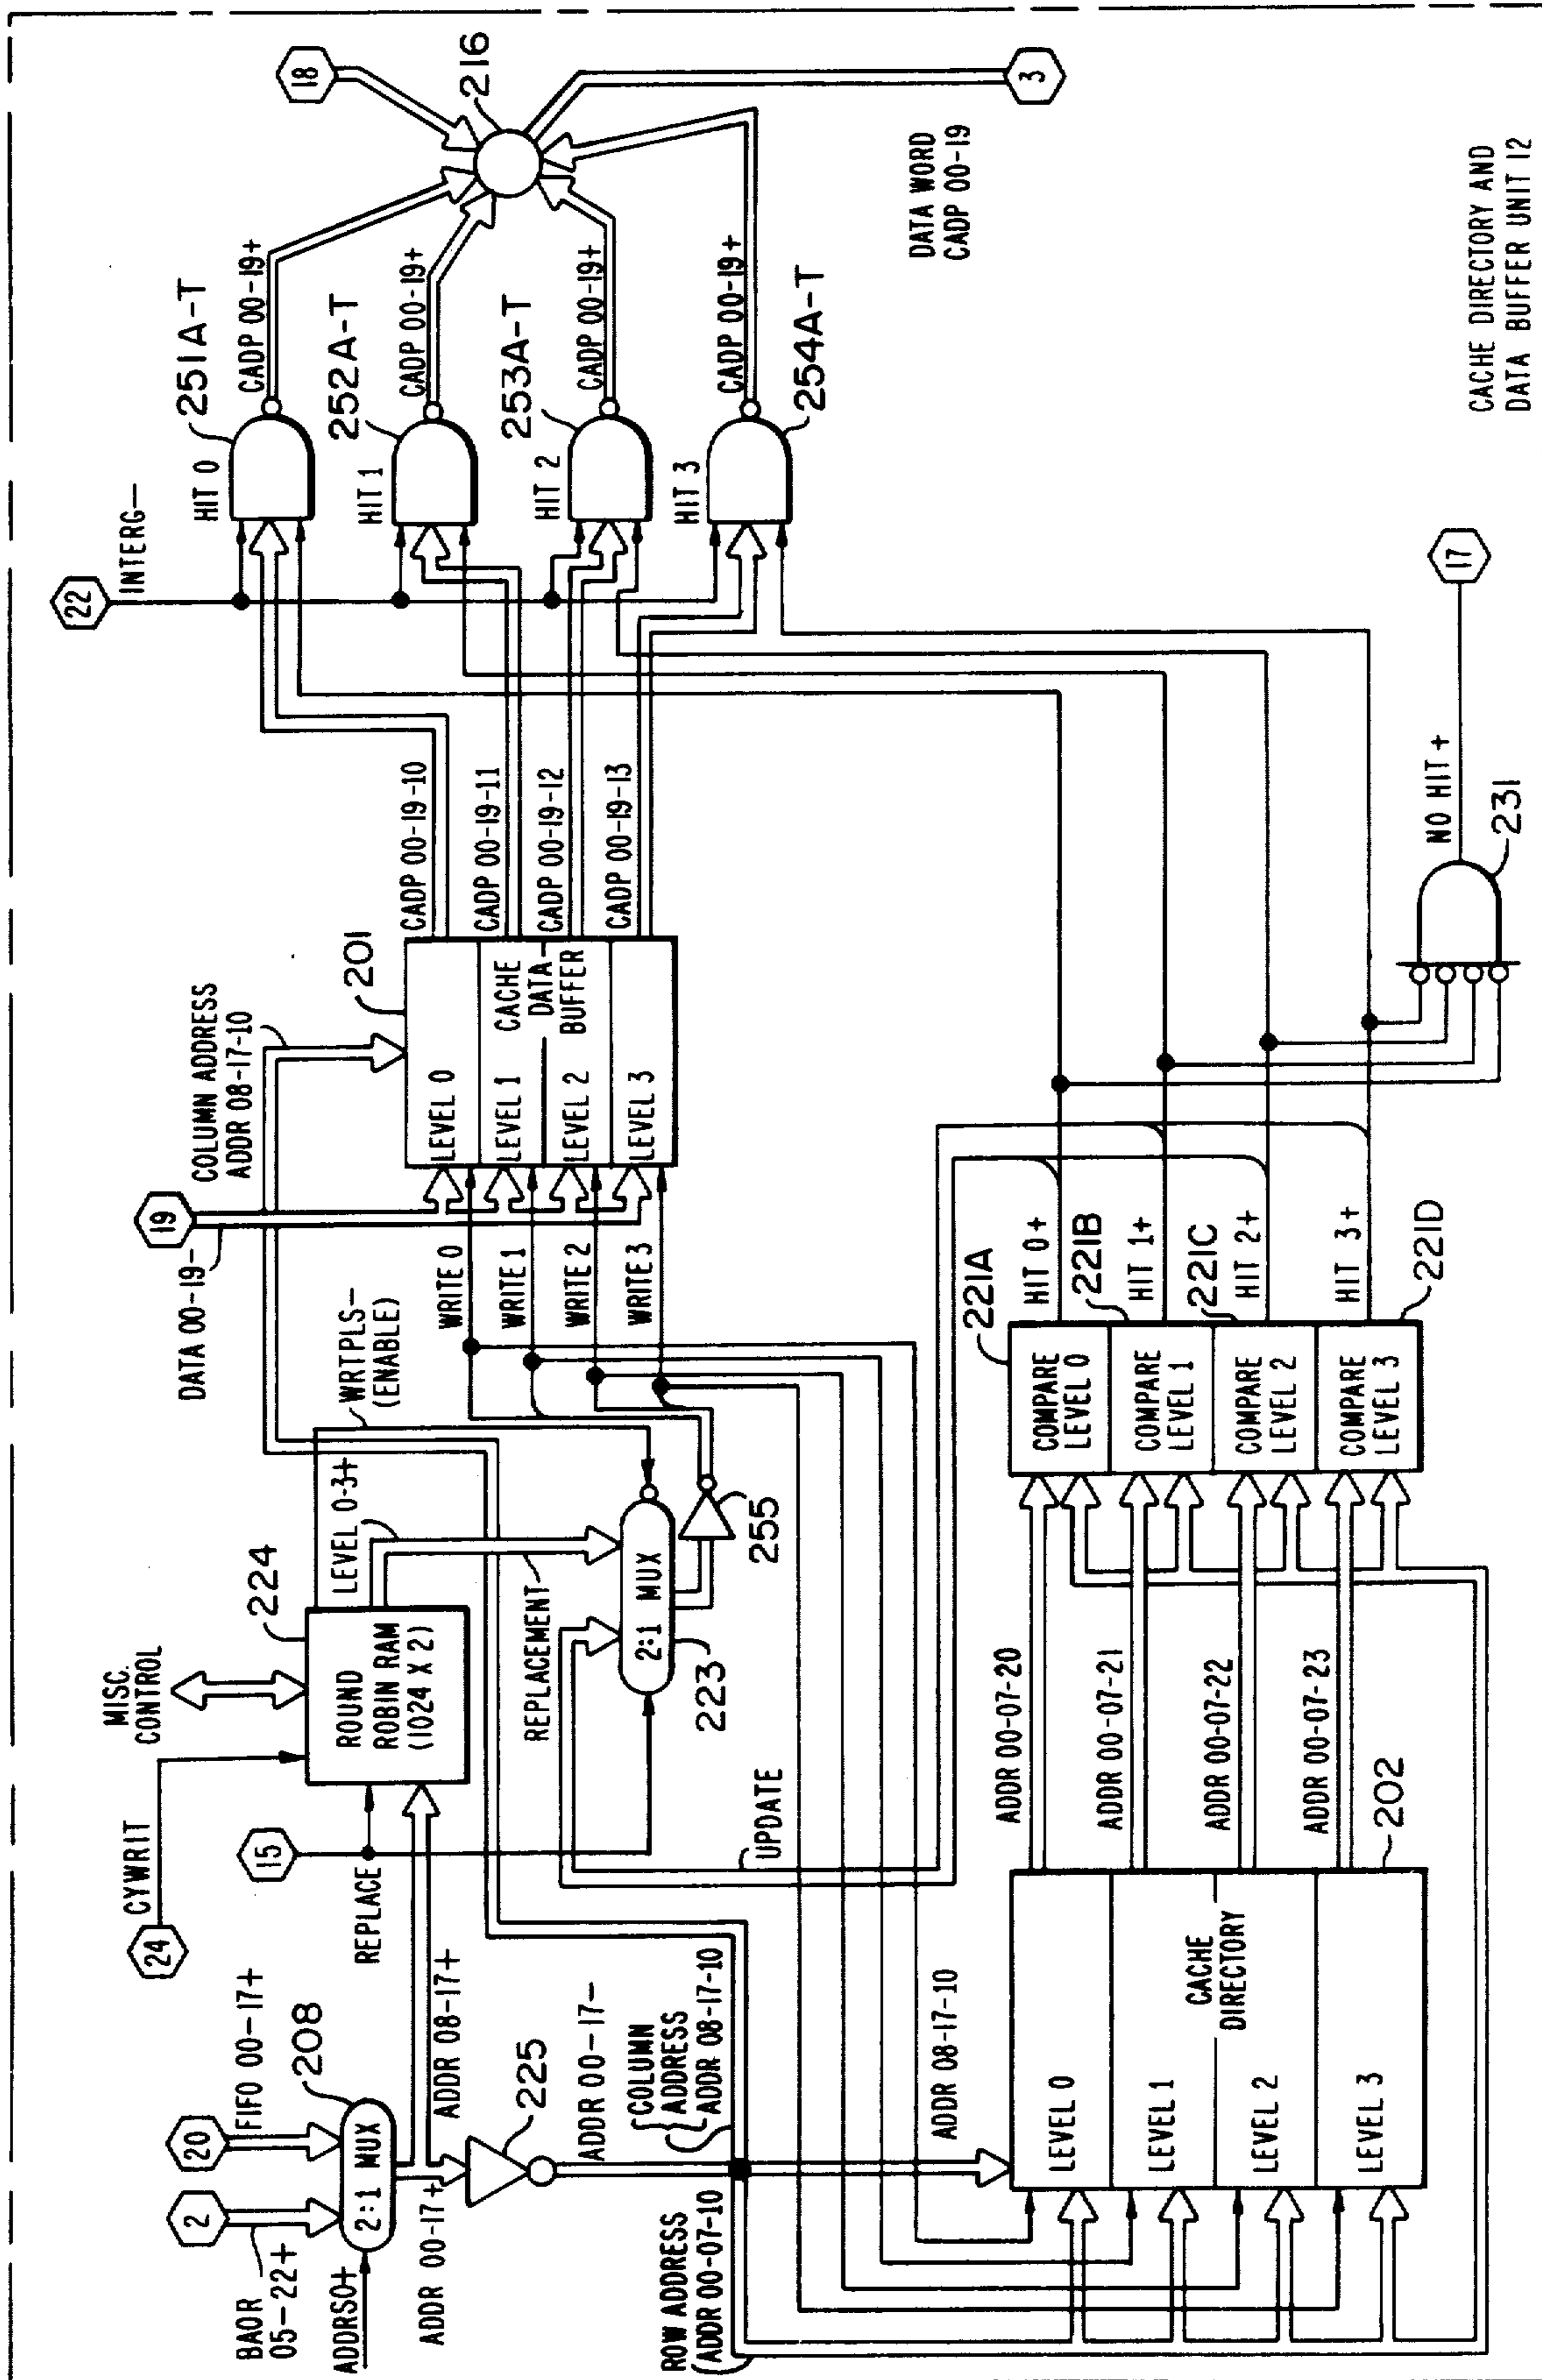 2
20
BAOR
05-22+
FIFO 00-17+
208
2:1 MUX
ADDRSO+
ADDR 00-17+
ADDR 08-17+
225
ADDR 00-17-
COLUMN
ADDRESS
ADDR 08-17-10
ROW ADDRESS
ADDR 00-07-10
24
CYWRIT
MISC.
CONTROL
15
REPLACE
224
ROUND
ROBIN RAM
(1024 X 2)
LEVEL 0-3+
WRTPLS-
(ENABLE)
REPLACEMENT
2:1 MUX
223
255
UPDATE
19
DATA 00-19-
COLUMN ADDRESS
ADDR 08-17-10
201
WRITE 0
WRITE 1
WRITE 2
WRITE 3
LEVEL 0
LEVEL 1
LEVEL 2
LEVEL 3
CACHE
DATA
BUFFER
CADP 00-19-10
CADP 00-19-11
CADP 00-19-12
CADP 00-19-13
22
INTERG-
HIT 0
251A-T
CADP 00-19+
HIT 1
252A-T
CADP 00-19+
HIT 2
253A-T
CADP 00-19+
HIT 3
254A-T
CADP 00-19+
18
216
3
DATA WORD
CADP 00-19
ADDR 08-17-10
LEVEL 0
LEVEL 1
LEVEL 2
LEVEL 3
CACHE
DIRECTORY
202
ADDR 00-07-20
ADDR 00-07-21
ADDR 00-07-22
ADDR 00-07-23
COMPARE
LEVEL 0
COMPARE
LEVEL 1
COMPARE
LEVEL 2
COMPARE
LEVEL 3
221A
HIT 0+
221B
HIT 1+
221C
HIT 2+
HIT 3+
221D
NO HIT+
231
17
CACHE DIRECTORY AND
DATA BUFFER UNIT 12